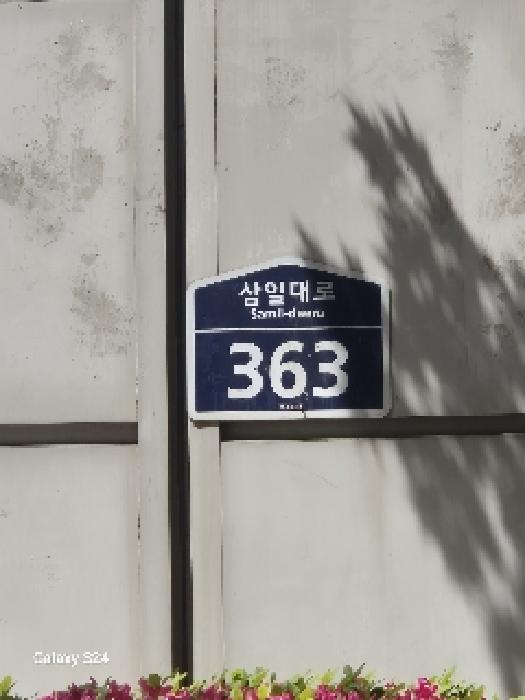 삼일대로
Samil-daero
363
Galaxy S24